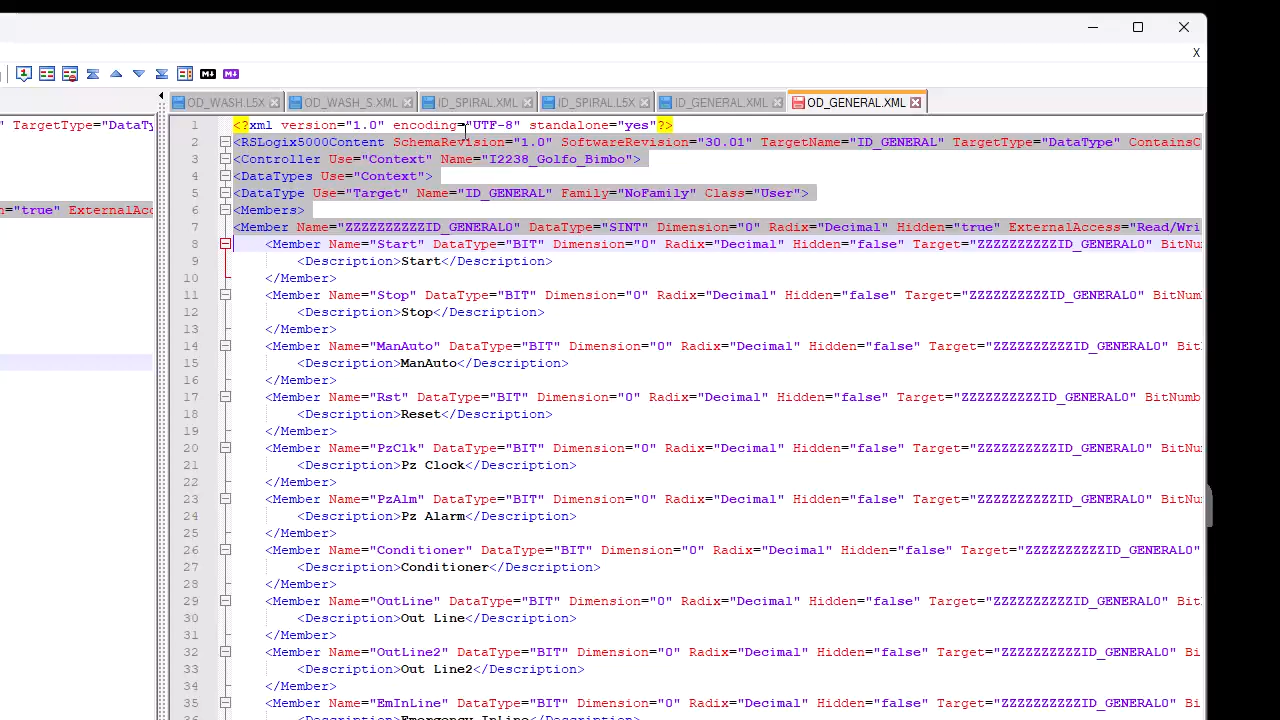 X
OD_WASH.L5X OD_WASH_S.XML ID_SPIRAL.XML ID_SPIRAL.L5X ID_GENERAL.XML OD_GENERAL.XML
" TargetType="DataTy
="true" ExternalAcc
1 <?xml version="1.0" encoding="UTF-8" standalone="yes"?>
2 <RSLogix5000Content SchemaRevision="1.0" SoftwareRevision="30.01" TargetName="ID_GENERAL" TargetType="DataType" ContainsC
3 <Controller Use="Context" Name="I2238_Golfo_Bimbo">
4 <DataTypes Use="Context">
5 <DataType Use="Target" Name="ID_GENERAL" Family="NoFamily" Class="User">
6 <Members>
7 <Member Name="ZZZZZZZZZZID_GENERAL0" DataType="SINT" Dimension="0" Radix="Decimal" Hidden="true" ExternalAccess="Read/Wri
8 <Member Name="Start" DataType="BIT" Dimension="0" Radix="Decimal" Hidden="false" Target="ZZZZZZZZZZID_GENERAL0" BitNu
9 <Description>Start</Description>
10 </Member>
11 <Member Name="Stop" DataType="BIT" Dimension="0" Radix="Decimal" Hidden="false" Target="ZZZZZZZZZZID_GENERAL0" BitNum
12 <Description>Stop</Description>
13 </Member>
14 <Member Name="ManAuto" DataType="BIT" Dimension="0" Radix="Decimal" Hidden="false" Target="ZZZZZZZZZZID_GENERAL0" Bit
15 <Description>ManAuto</Description>
16 </Member>
17 <Member Name="Rst" DataType="BIT" Dimension="0" Radix="Decimal" Hidden="false" Target="ZZZZZZZZZZID_GENERAL0" BitNumb
18 <Description>Reset</Description>
19 </Member>
20 <Member Name="PzClk" DataType="BIT" Dimension="0" Radix="Decimal" Hidden="false" Target="ZZZZZZZZZZID_GENERAL0" BitNu
21 <Description>Pz Clock</Description>
22 </Member>
23 <Member Name="PzAlm" DataType="BIT" Dimension="0" Radix="Decimal" Hidden="false" Target="ZZZZZZZZZZID_GENERAL0" BitNu
24 <Description>Pz Alarm</Description>
25 </Member>
26 <Member Name="Conditioner" DataType="BIT" Dimension="0" Radix="Decimal" Hidden="false" Target="ZZZZZZZZZZID_GENERAL0"
27 <Description>Conditioner</Description>
28 </Member>
29 <Member Name="OutLine" DataType="BIT" Dimension="0" Radix="Decimal" Hidden="false" Target="ZZZZZZZZZZID_GENERAL0" Bit
30 <Description>Out Line</Description>
31 </Member>
32 <Member Name="OutLine2" DataType="BIT" Dimension="0" Radix="Decimal" Hidden="false" Target="ZZZZZZZZZZID_GENERAL0" Bi
33 <Description>Out Line2</Description>
34 </Member>
35 <Member Name="EmInLine" DataType="BIT" Dimension="0" Radix="Decimal" Hidden="false" Target="ZZZZZZZZZZID_GENERAL0" Bi
36 <Description>Emergency InLine</Description>